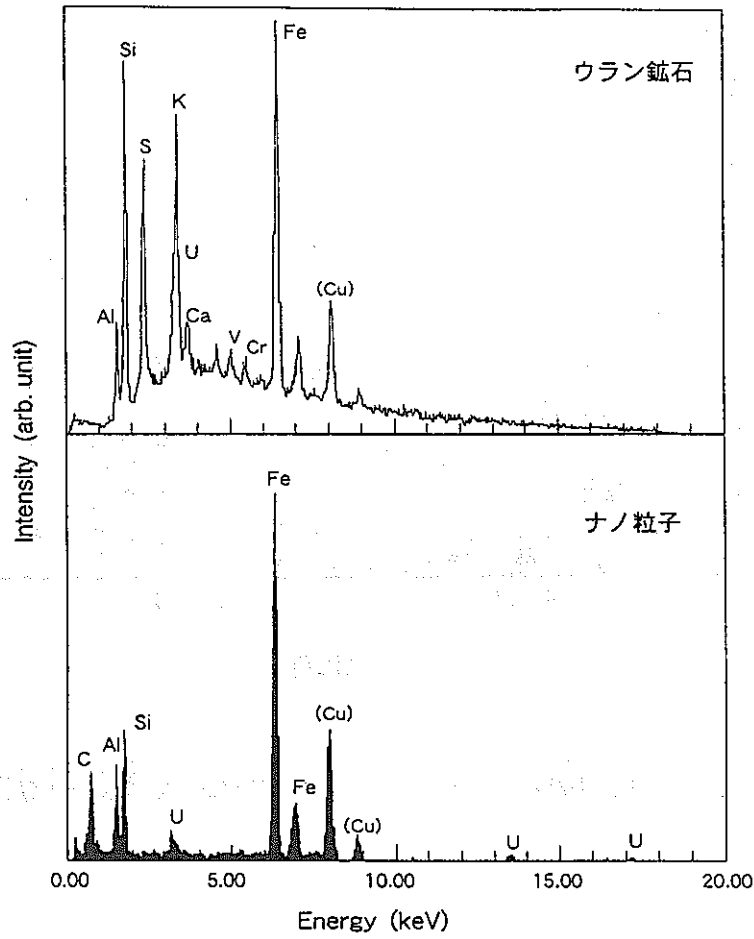 Fe
Si
ウラン鉱石
K
S
U
(Cu)
Al
Ca
V
Cr
Intensity (arb. unit)
Fe
ナノ粒子
Si
(Cu)
C
Al
Fe
U
(Cu)
U
U
0.00 5.00 10.00 15.00 20.00
Energy (keV)